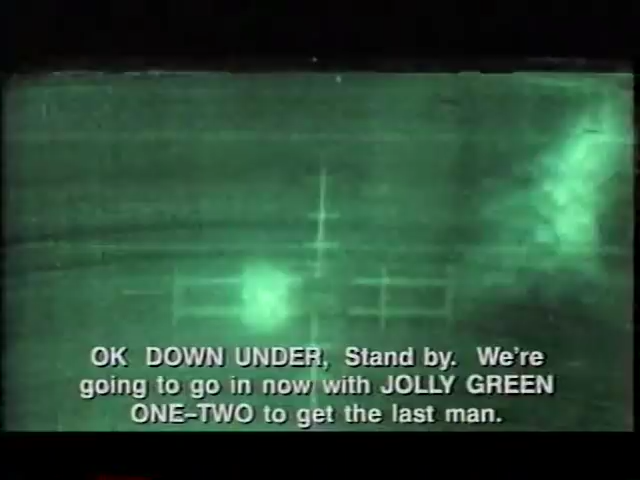 OK DOWN UNDER, Stand by. We're
going to go in now with JOLLY GREEN
ONE–TWO to get the last man.